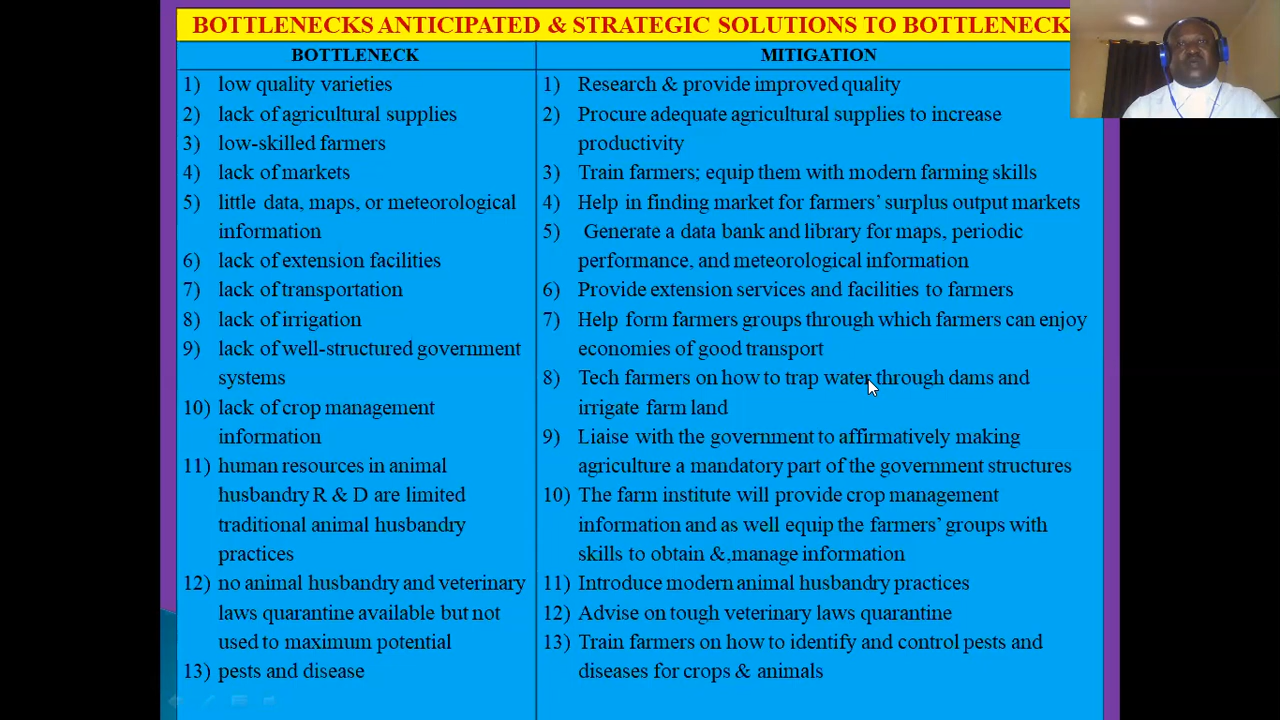 BOTTLENECKS ANTICIPATED & STRATEGIC SOLUTIONS TO BOTTLENECK
BOTTLENECK
1) low quality varieties
2) lack of agricultural supplies
3) low-skilled farmers
4) lack of markets
5) little data, maps, or meteorological
information
6) lack of extension facilities
7) lack of transportation
8) lack of irrigation
9) lack of well-structured government
systems
10) lack of crop management
information
11) human resources in animal
husbandry R & D are limited
traditional animal husbandry
practices
12) no animal husbandry and veterinary
laws quarantine available but not
used to maximum potential
13) pests and disease
MITIGATION
1) Research & provide improved quality
2) Procure adequate agricultural supplies to increase
productivity
3) Train farmers; equip them with modern farming skills
4) Help in finding market for farmers’ surplus output markets
5) Generate a data bank and library for maps, periodic
performance, and meteorological information
6) Provide extension services and facilities to farmers
7) Help form farmers groups through which farmers can enjoy
economies of good transport
8) Tech farmers on how to trap water through dams and
irrigate farm land
9) Liaise with the government to affirmatively making
agriculture a mandatory part of the government structures
10) The farm institute will provide crop management
information and as well equip the farmers’ groups with
skills to obtain &,manage information
11) Introduce modern animal husbandry practices
12) Advise on tough veterinary laws quarantine
13) Train farmers on how to identify and control pests and
diseases for crops & animals